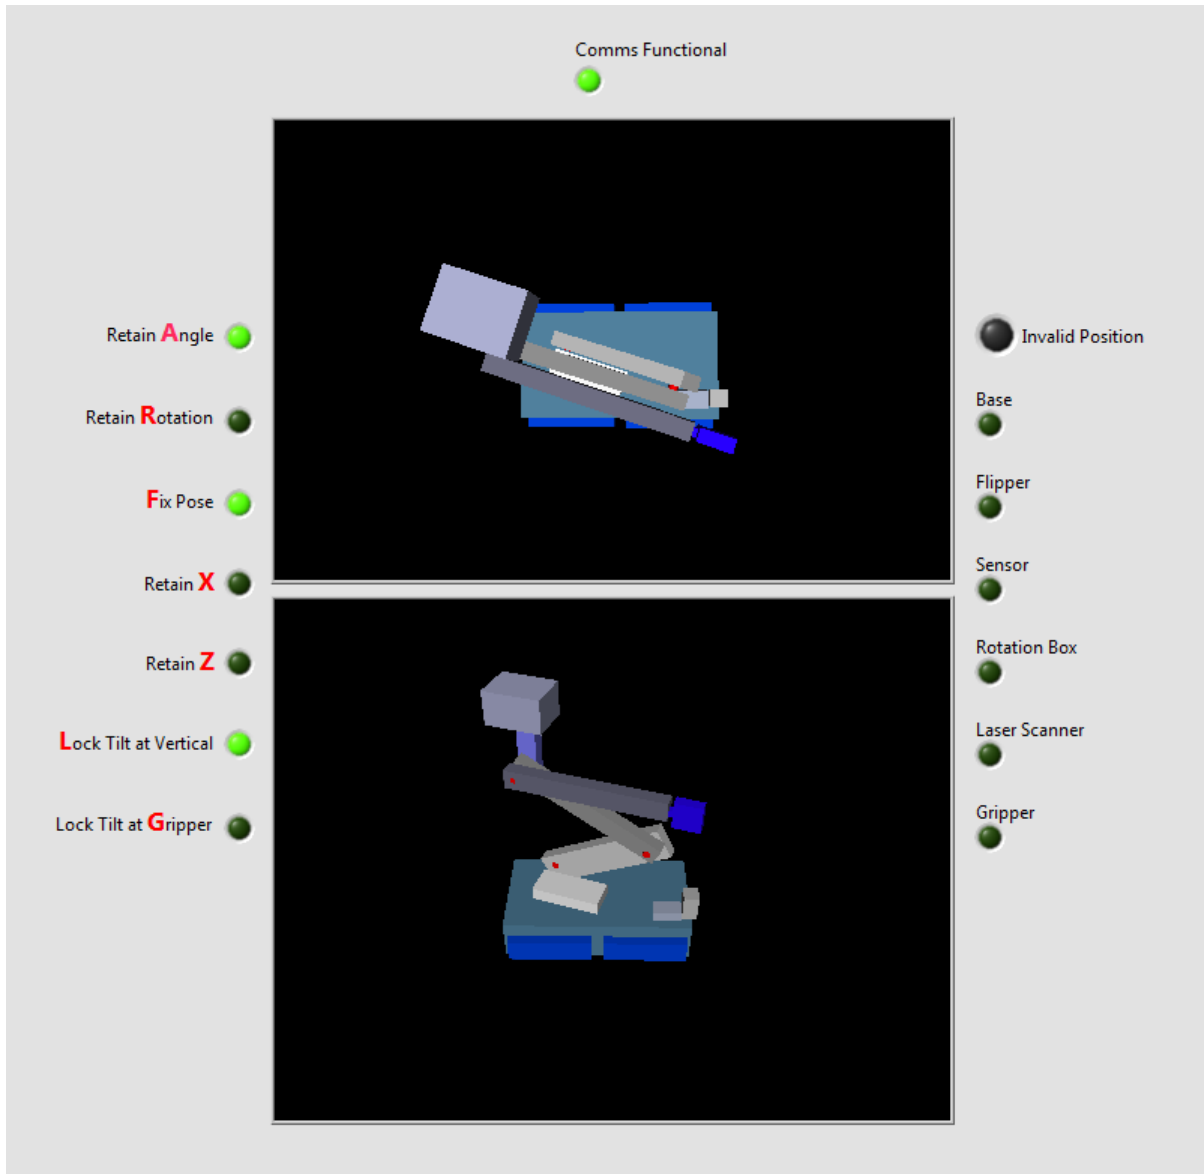 Comms Functional
Retain Angle
Retain Rotation
Fix Pose
Retain X
Retain Z
Lock Tilt at Vertical
Lock Tilt at Gripper
Invalid Position
Base
Flipper
Sensor
Rotation Box
Laser Scanner
Gripper